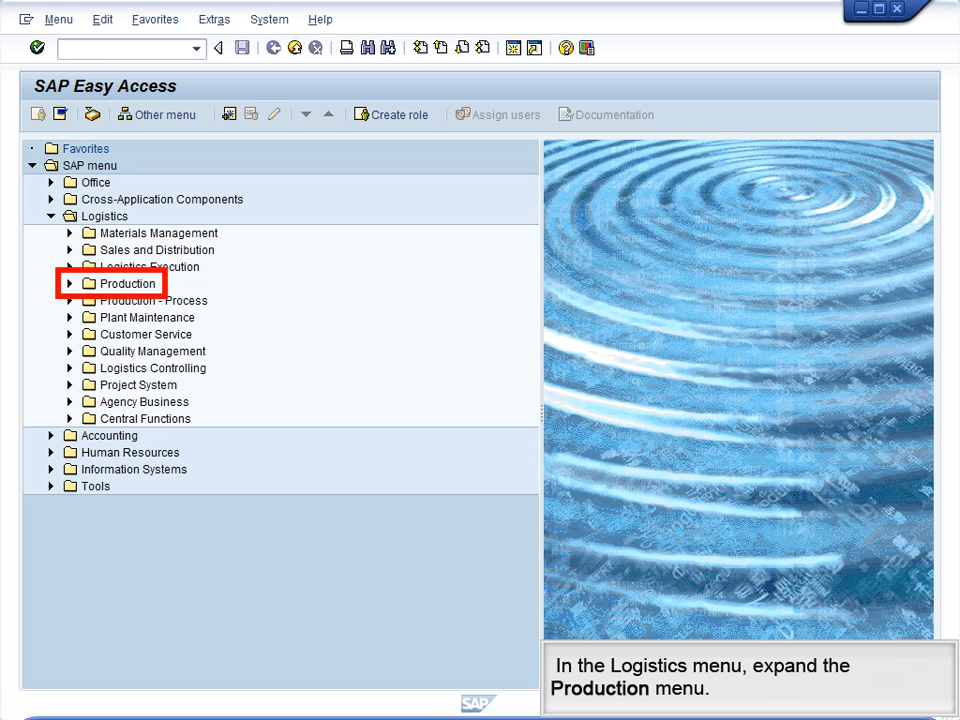 Menu Edit Favorites Extras System Help
SAP Easy Access
Other menu Create role Assign users Documentation
Favorites
SAP menu
Office
Cross-Application Components
Logistics
Materials Management
Sales and Distribution
Logistics Execution
Production
Production - Process
Plant Maintenance
Customer Service
Quality Management
Logistics Controlling
Project System
Agency Business
Central Functions
Accounting
Human Resources
Information Systems
Tools
In the Logistics menu, expand the
Production menu.
SAP